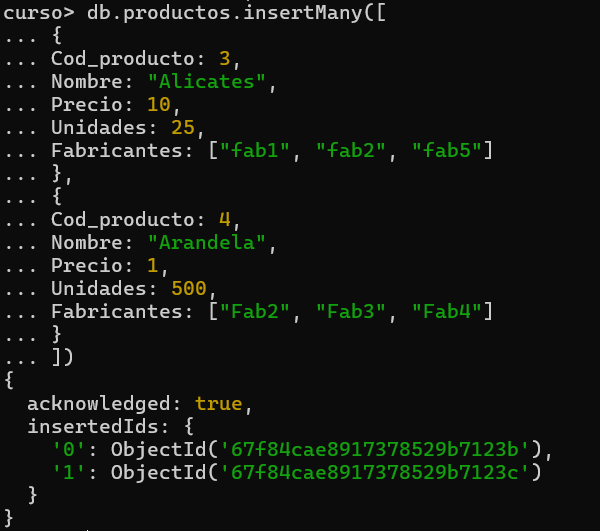 curso> db.productos.insertMany([
... {
... Cod_producto: 3,
... Nombre: "Alicates",
... Precio: 10,
... Unidades: 25,
... Fabricantes: ["fab1", "fab2", "fab5"]
... },
... {
... Cod_producto: 4,
... Nombre: "Arandela",
... Precio: 1,
... Unidades: 500,
... Fabricantes: ["Fab2", "Fab3", "Fab4"]
... }
... ])
{
  acknowledged: true,
  insertedIds: {
    '0': ObjectId('67f84cae8917378529b7123b'),
    '1': ObjectId('67f84cae8917378529b7123c')
  }
}